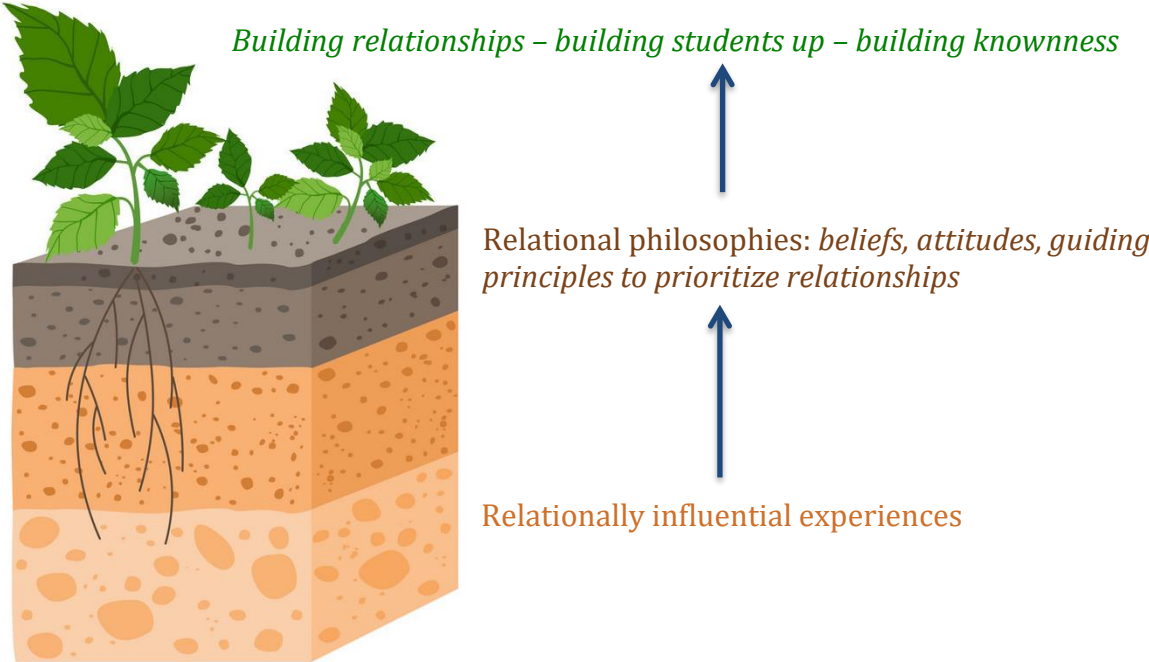 Building relationships – building students up – building knownness
Relational philosophies: beliefs, attitudes, guiding
principles to prioritize relationships
Relationally influential experiences